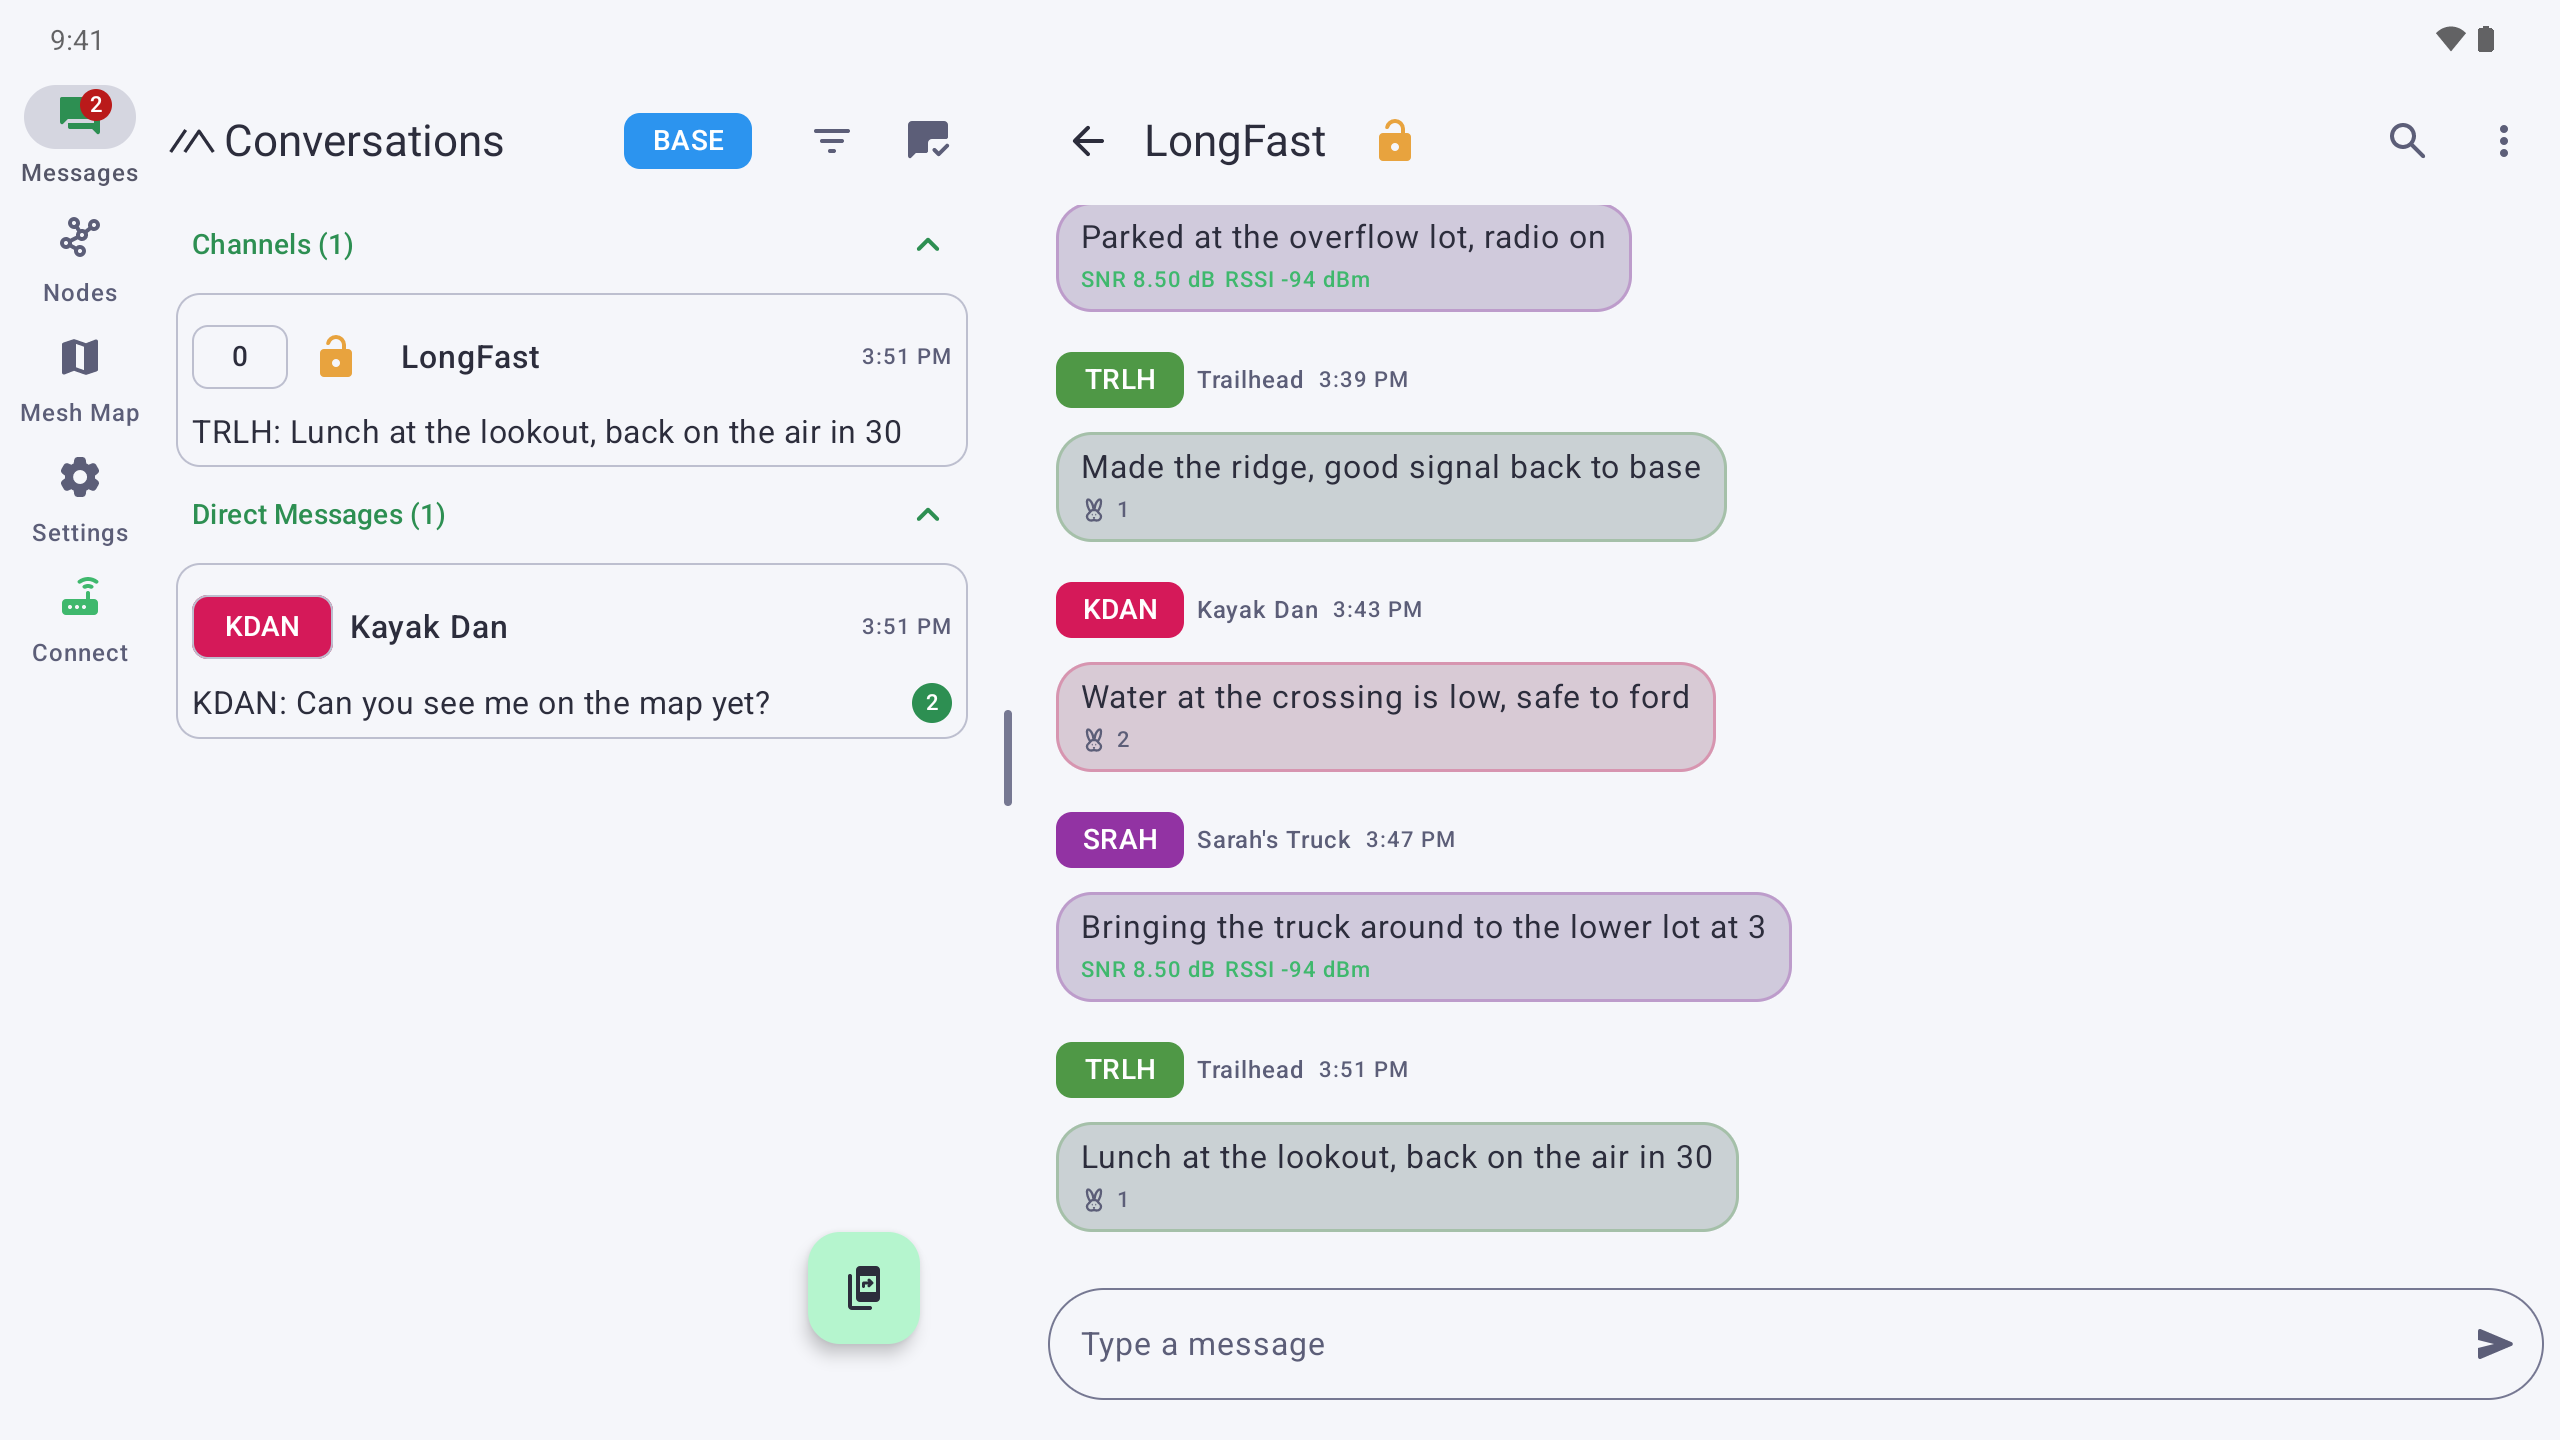 9:41
2
Messages
Nodes
Mesh Map
Settings
Connect
Conversations
BASE
Channels (1)
0
LongFast
3:51 PM
TRLH: Lunch at the lookout, back on the air in 30
Direct Messages (1)
KDAN
Kayak Dan
3:51 PM
KDAN: Can you see me on the map yet?
2
LongFast
Parked at the overflow lot, radio on
SNR 8.50 dB RSSI -94 dBm
TRLH Trailhead 3:39 PM
Made the ridge, good signal back to base
1
KDAN Kayak Dan 3:43 PM
Water at the crossing is low, safe to ford
2
SRAH Sarah's Truck 3:47 PM
Bringing the truck around to the lower lot at 3
SNR 8.50 dB RSSI -94 dBm
TRLH Trailhead 3:51 PM
Lunch at the lookout, back on the air in 30
1
Type a message